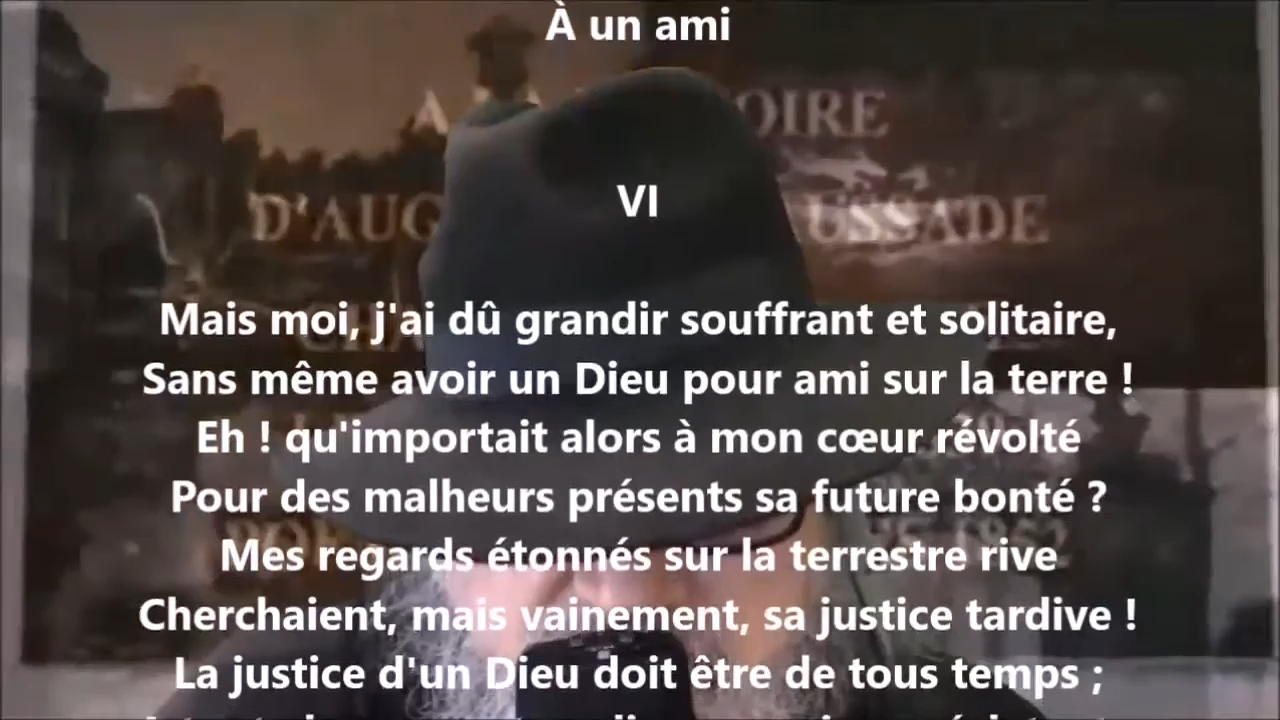 À un ami
OIRE
D'AUG USSADE
VI
Mais moi, j'ai dû grandir souffrant et solitaire,
Sans même avoir un Dieu pour ami sur la terre !
Eh ! qu'importait alors à mon cœur révolté
Pour des malheurs présents sa future bonté ?
Mes regards étonnés sur la terrestre rive
Cherchaient, mais vainement, sa justice tardive !
La justice d'un Dieu doit être de tous temps ;